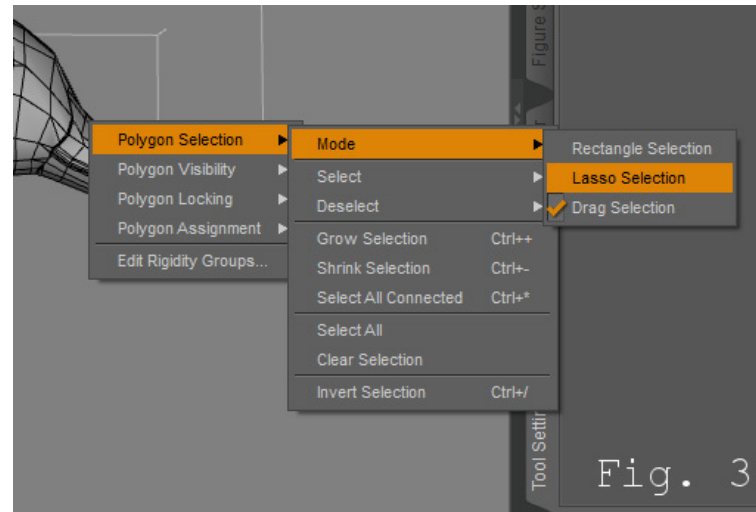 Figure S
Polygon Selection
Polygon Visibility
Polygon Locking
Polygon Assignment
Edit Rigidity Groups...
Mode
Select
Deselect
Grow Selection Ctrl++
Shrink Selection Ctrl+-
Select All Connected Ctrl+*
Select All
Clear Selection
Invert Selection Ctrl+/
Rectangle Selection
Lasso Selection
Drag Selection
Tool Settin
Fig. 3